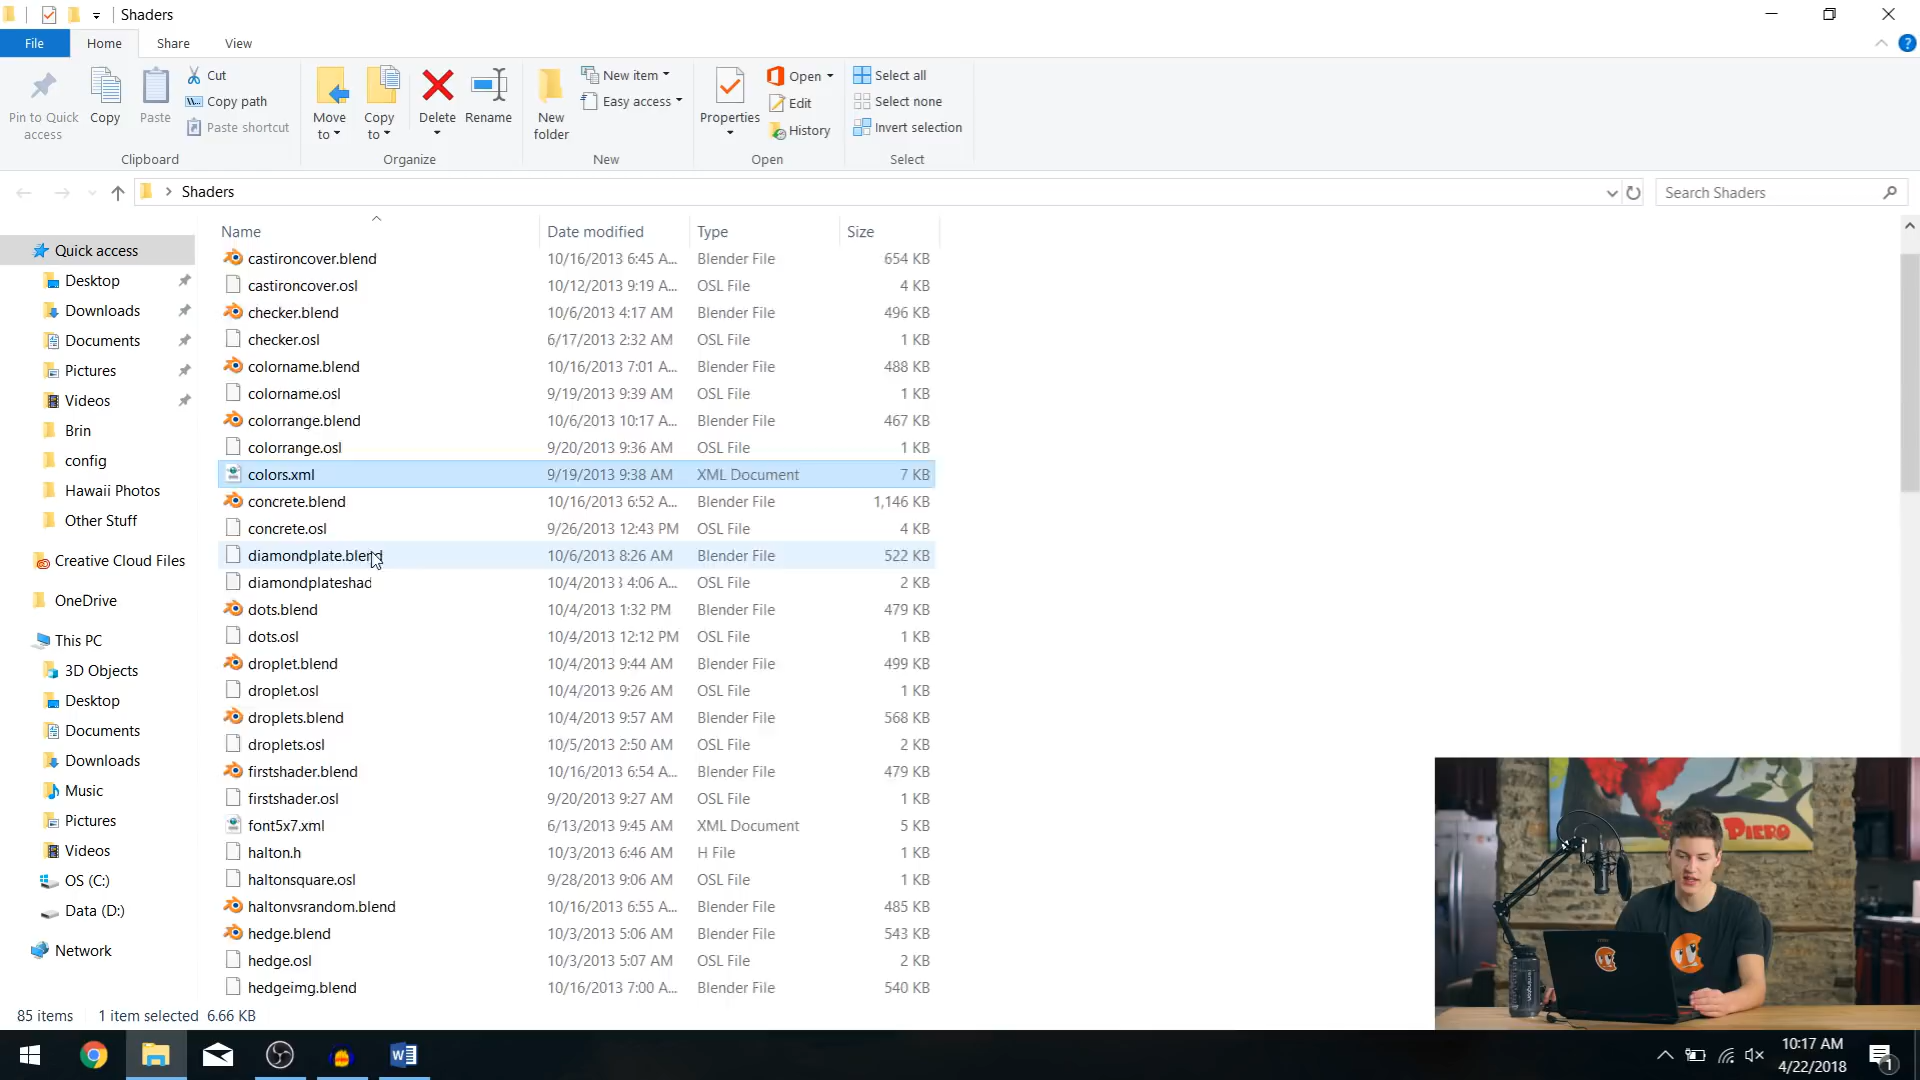 Shaders
File Home Share View
Pin to Quick access
Copy
Paste
Cut
Copy path
Paste shortcut
Clipboard
Move to
Copy to
Delete
Rename
Organize
New folder
New item
Easy access
New
Properties
Open
Edit
History
Open
Select all
Select none
Invert selection
Select
Shaders
Search Shaders
Quick access
Desktop
Downloads
Documents
Pictures
Videos
Brin
config
Hawaii Photos
Other Stuff
Creative Cloud Files
OneDrive
This PC
3D Objects
Desktop
Documents
Downloads
Music
Pictures
Videos
OS (C:)
Data (D:)
Network
Name Date modified Type Size
castironcover.blend 10/16/2013 6:45 A... Blender File 654 KB
castironcover.osl 10/12/2013 9:19 A... OSL File 4 KB
checker.blend 10/6/2013 4:17 AM Blender File 496 KB
checker.osl 6/17/2013 2:32 AM OSL File 1 KB
colorname.blend 10/16/2013 7:01 A... Blender File 488 KB
colorname.osl 9/19/2013 9:39 AM OSL File 1 KB
colorrange.blend 10/6/2013 10:17 A... Blender File 467 KB
colorrange.osl 9/20/2013 9:36 AM OSL File 1 KB
colors.xml 9/19/2013 9:38 AM XML Document 7 KB
concrete.blend 10/16/2013 6:52 A... Blender File 1,146 KB
concrete.osl 9/26/2013 12:43 PM OSL File 4 KB
diamondplate.blend 10/6/2013 8:26 AM Blender File 522 KB
diamondplateshad 10/4/2013 4:06 A... OSL File 2 KB
dots.blend 10/4/2013 1:32 PM Blender File 479 KB
dots.osl 10/4/2013 12:12 PM OSL File 1 KB
droplet.blend 10/4/2013 9:44 AM Blender File 499 KB
droplet.osl 10/4/2013 9:26 AM OSL File 1 KB
droplets.blend 10/4/2013 9:57 AM Blender File 568 KB
droplets.osl 10/5/2013 2:50 AM OSL File 2 KB
firstshader.blend 10/16/2013 6:54 A... Blender File 479 KB
firstshader.osl 9/20/2013 9:27 AM OSL File 1 KB
font5x7.xml 6/13/2013 9:45 AM XML Document 5 KB
halton.h 10/3/2013 6:46 AM H File 1 KB
haltonsquare.osl 9/28/2013 9:06 AM OSL File 1 KB
haltonvsrandom.blend 10/16/2013 6:55 A... Blender File 485 KB
hedge.blend 10/3/2013 5:06 AM Blender File 543 KB
hedge.osl 10/3/2013 5:07 AM OSL File 2 KB
hedgeimg.blend 10/16/2013 7:00 A... Blender File 540 KB
PIERO
85 items 1 item selected 6.66 KB
10:17 AM
4/22/2018
1